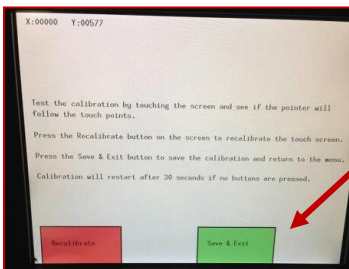 X:00000 Y:00577
Test the calibration by touching the screen and see if the pointer will
follow the touch points.
Press the Recalibrate button on the screen to recalibrate the touch screen.
Press the Save & Exit button to save the calibration and return to the menu.
Calibration will restart after 30 seconds if no buttons are pressed.
Recalibrate
Save & Exit